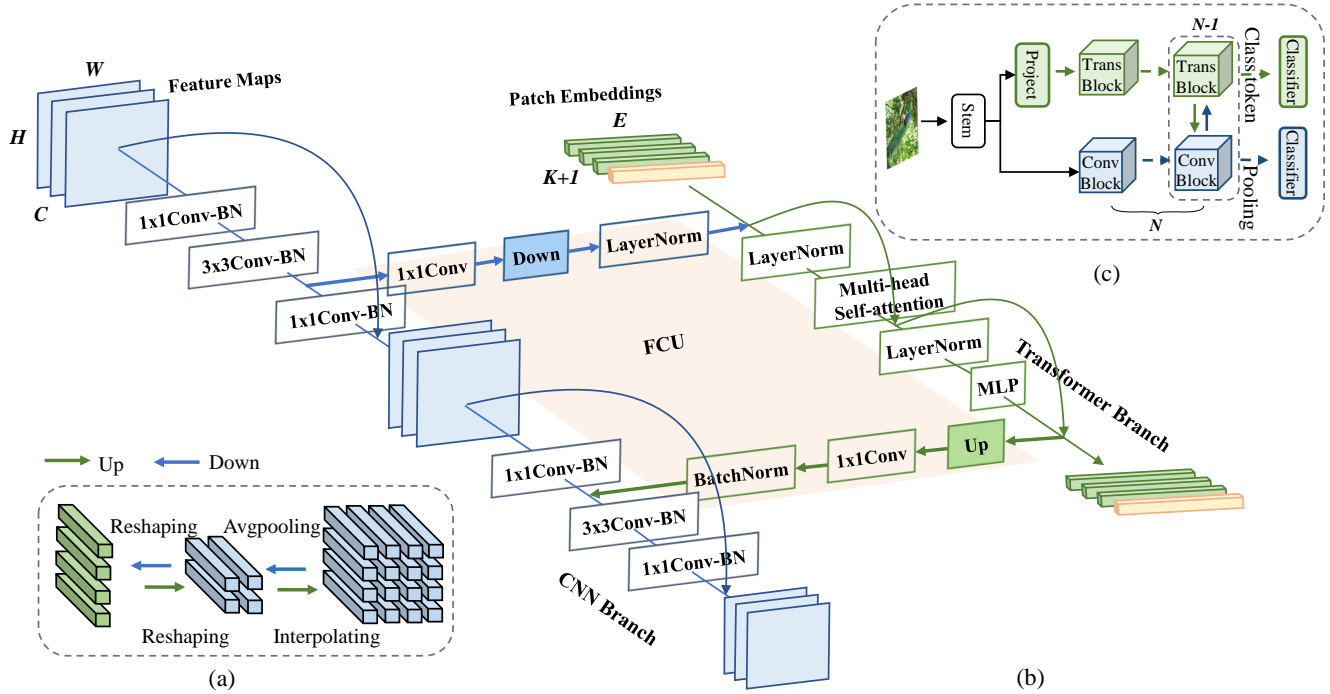 W
Feature Maps
H
C
1x1Conv-BN
3x3Conv-BN
1x1Conv-BN
1x1Conv
Down
LayerNorm
Patch Embeddings
E
K+1
LayerNorm
Multi-head
Self-attention
LayerNorm
MLP
Transformer Branch
FCU
Up
1x1Conv
BatchNorm
1x1Conv-BN
3x3Conv-BN
1x1Conv-BN
CNN Branch
(b)
Up
Down
Reshaping
Avgpooling
Reshaping
Interpolating
(a)
Stem
Project
Trans
Block
N-1
Trans
Block
Class token
Classifier
Conv
Block
Conv
Block
Pooling
Classifier
N
(c)